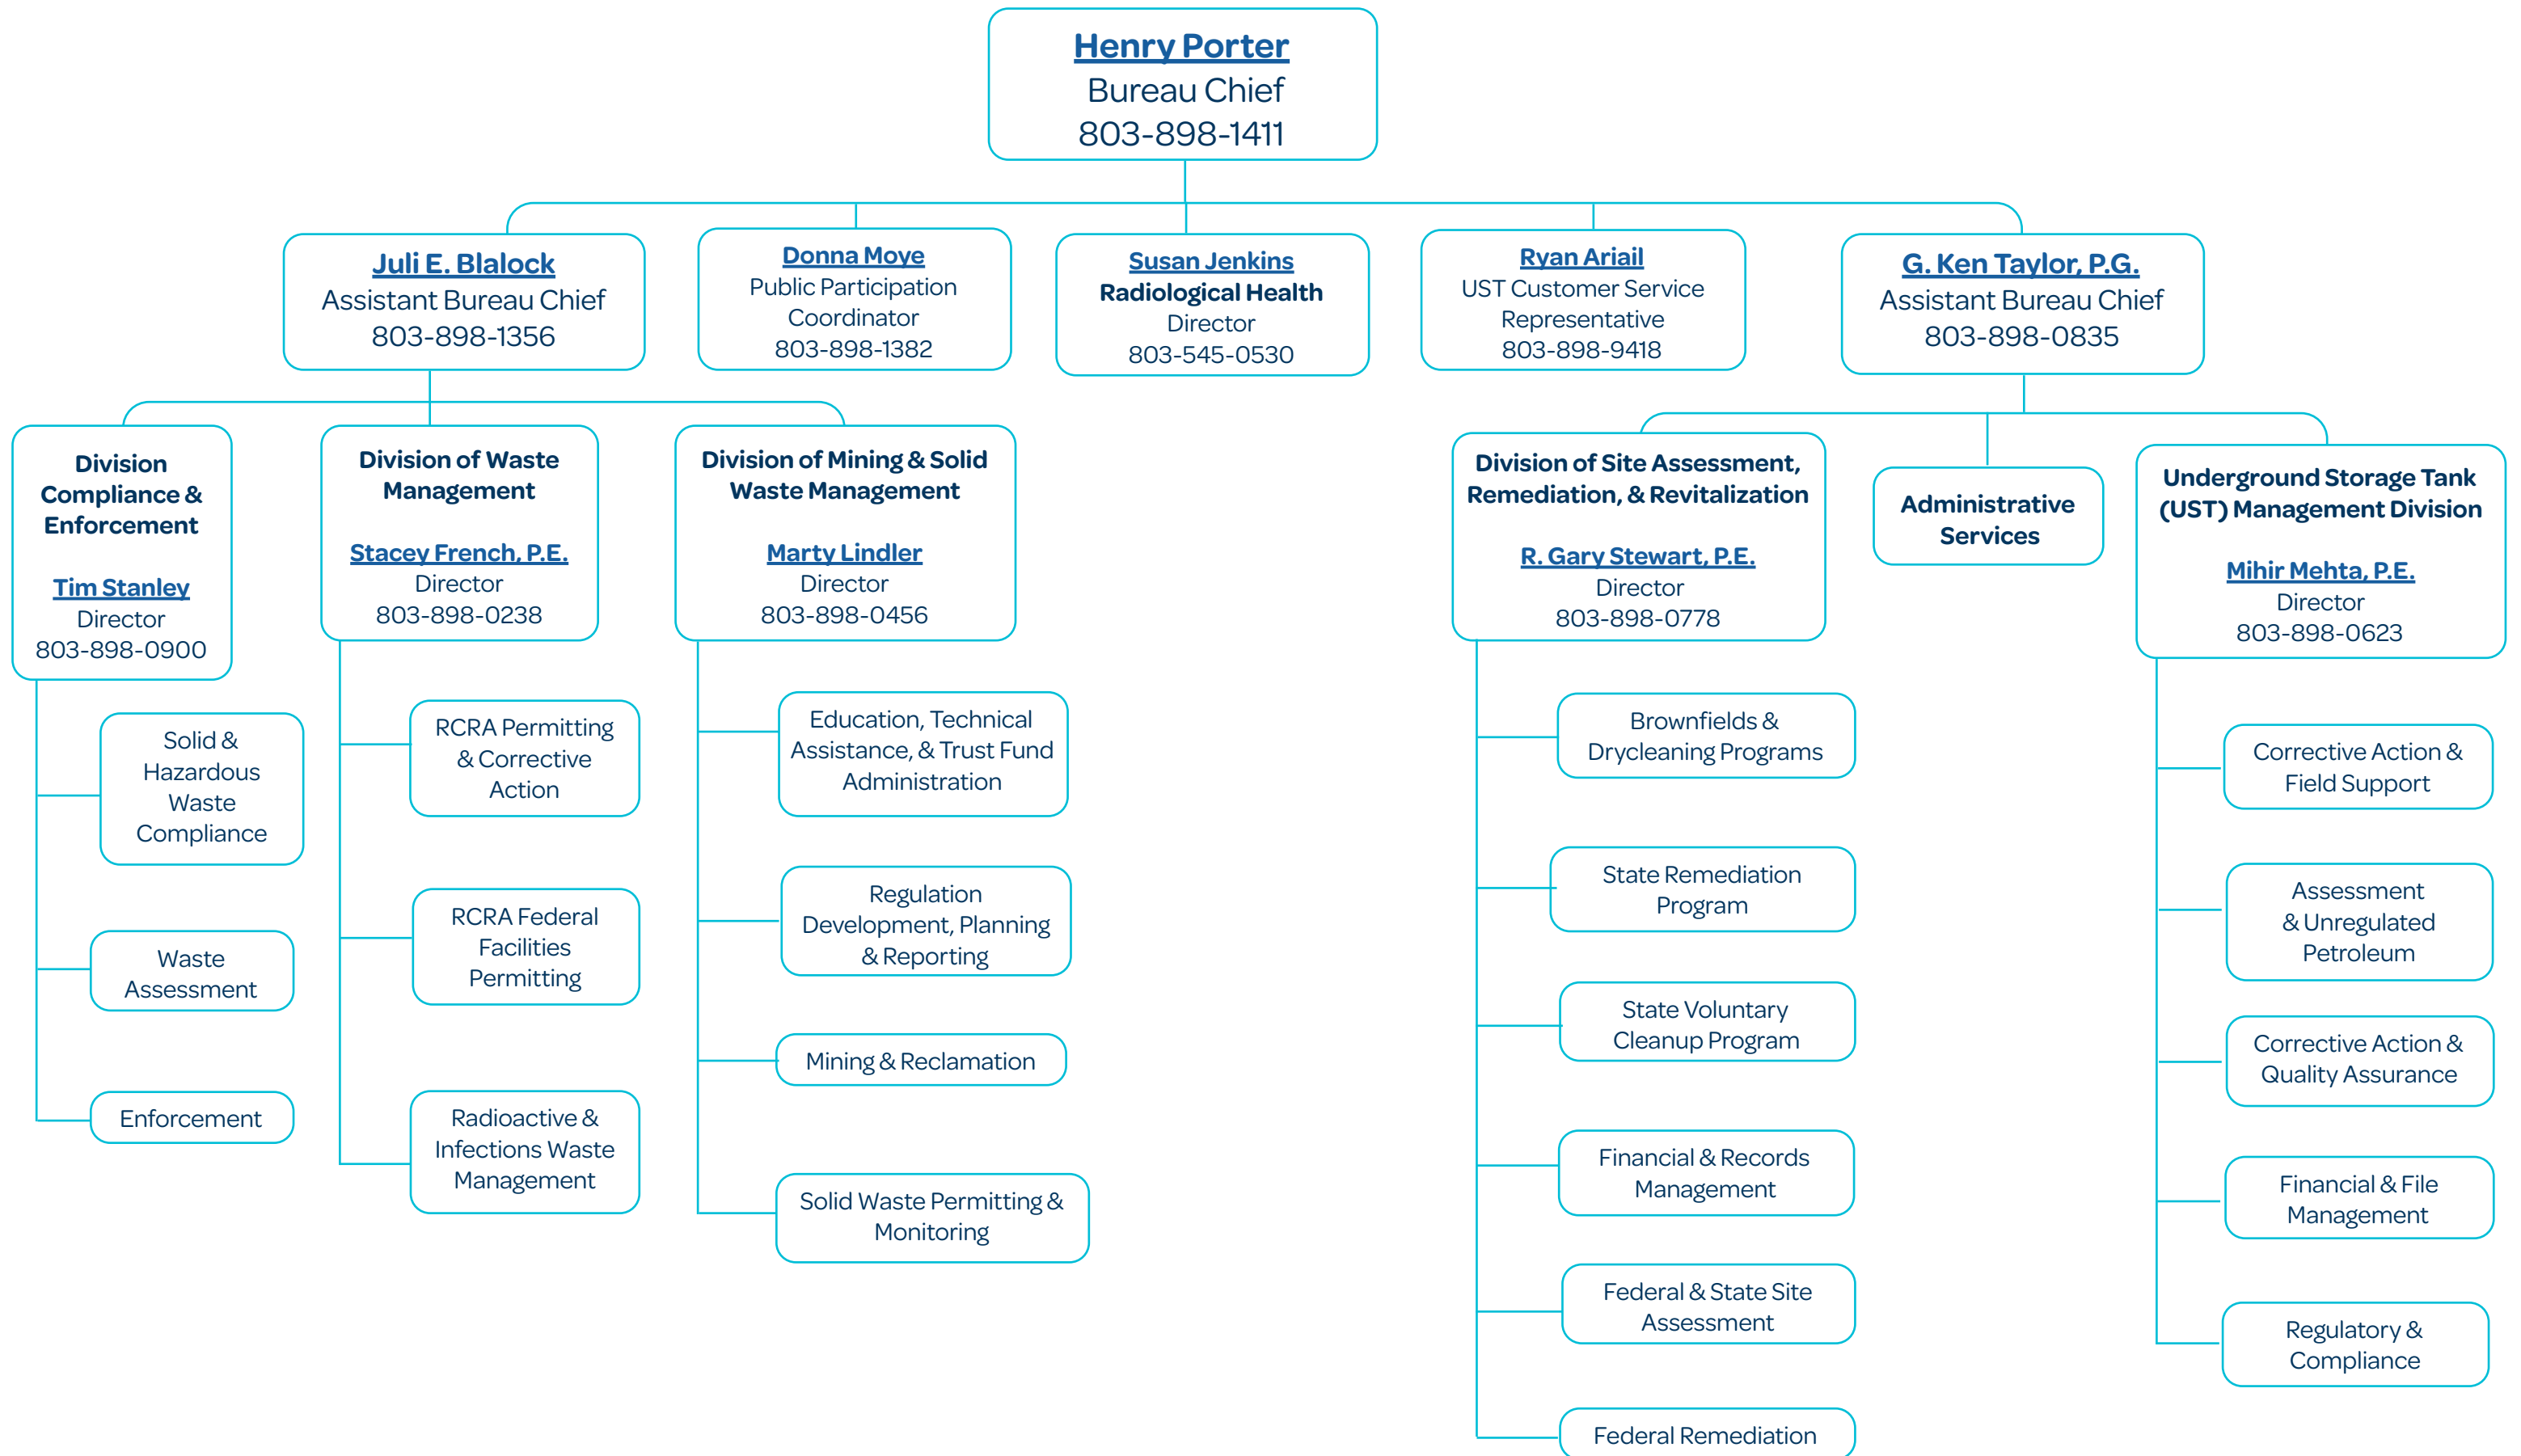 Henry Porter
Bureau Chief
803-898-1411
Juli E. Blalock
Assistant Bureau Chief
803-898-1356
Donna Moye
Public Participation
Coordinator
803-898-1382
Susan Jenkins
Radiological Health
Director
803-545-0530
Ryan Ariail
UST Customer Service
Representative
803-898-9418
G. Ken Taylor, P.G.
Assistant Bureau Chief
803-898-0835
Division
Compliance &
Enforcement
Tim Stanley
Director
803-898-0900
Solid &
Hazardous
Waste
Compliance
Waste
Assessment
Enforcement
Division of Waste
Management
Stacey French, P.E.
Director
803-898-0238
RCRA Permitting
& Corrective
Action
RCRA Federal
Facilities
Permitting
Radioactive &
Infections Waste
Management
Division of Mining & Solid
Waste Management
Marty Lindler
Director
803-898-0456
Education, Technical
Assistance, & Trust Fund
Administration
Regulation
Development, Planning
& Reporting
Mining & Reclamation
Solid Waste Permitting &
Monitoring
Division of Site Assessment,
Remediation, & Revitalization
R. Gary Stewart, P.E.
Director
803-898-0778
Brownfields &
Drycleaning Programs
State Remediation
Program
State Voluntary
Cleanup Program
Financial & Records
Management
Federal & State Site
Assessment
Federal Remediation
Administrative
Services
Underground Storage Tank
(UST) Management Division
Mihir Mehta, P.E.
Director
803-898-0623
Corrective Action &
Field Support
Assessment
& Unregulated
Petroleum
Corrective Action &
Quality Assurance
Financial & File
Management
Regulatory &
Compliance